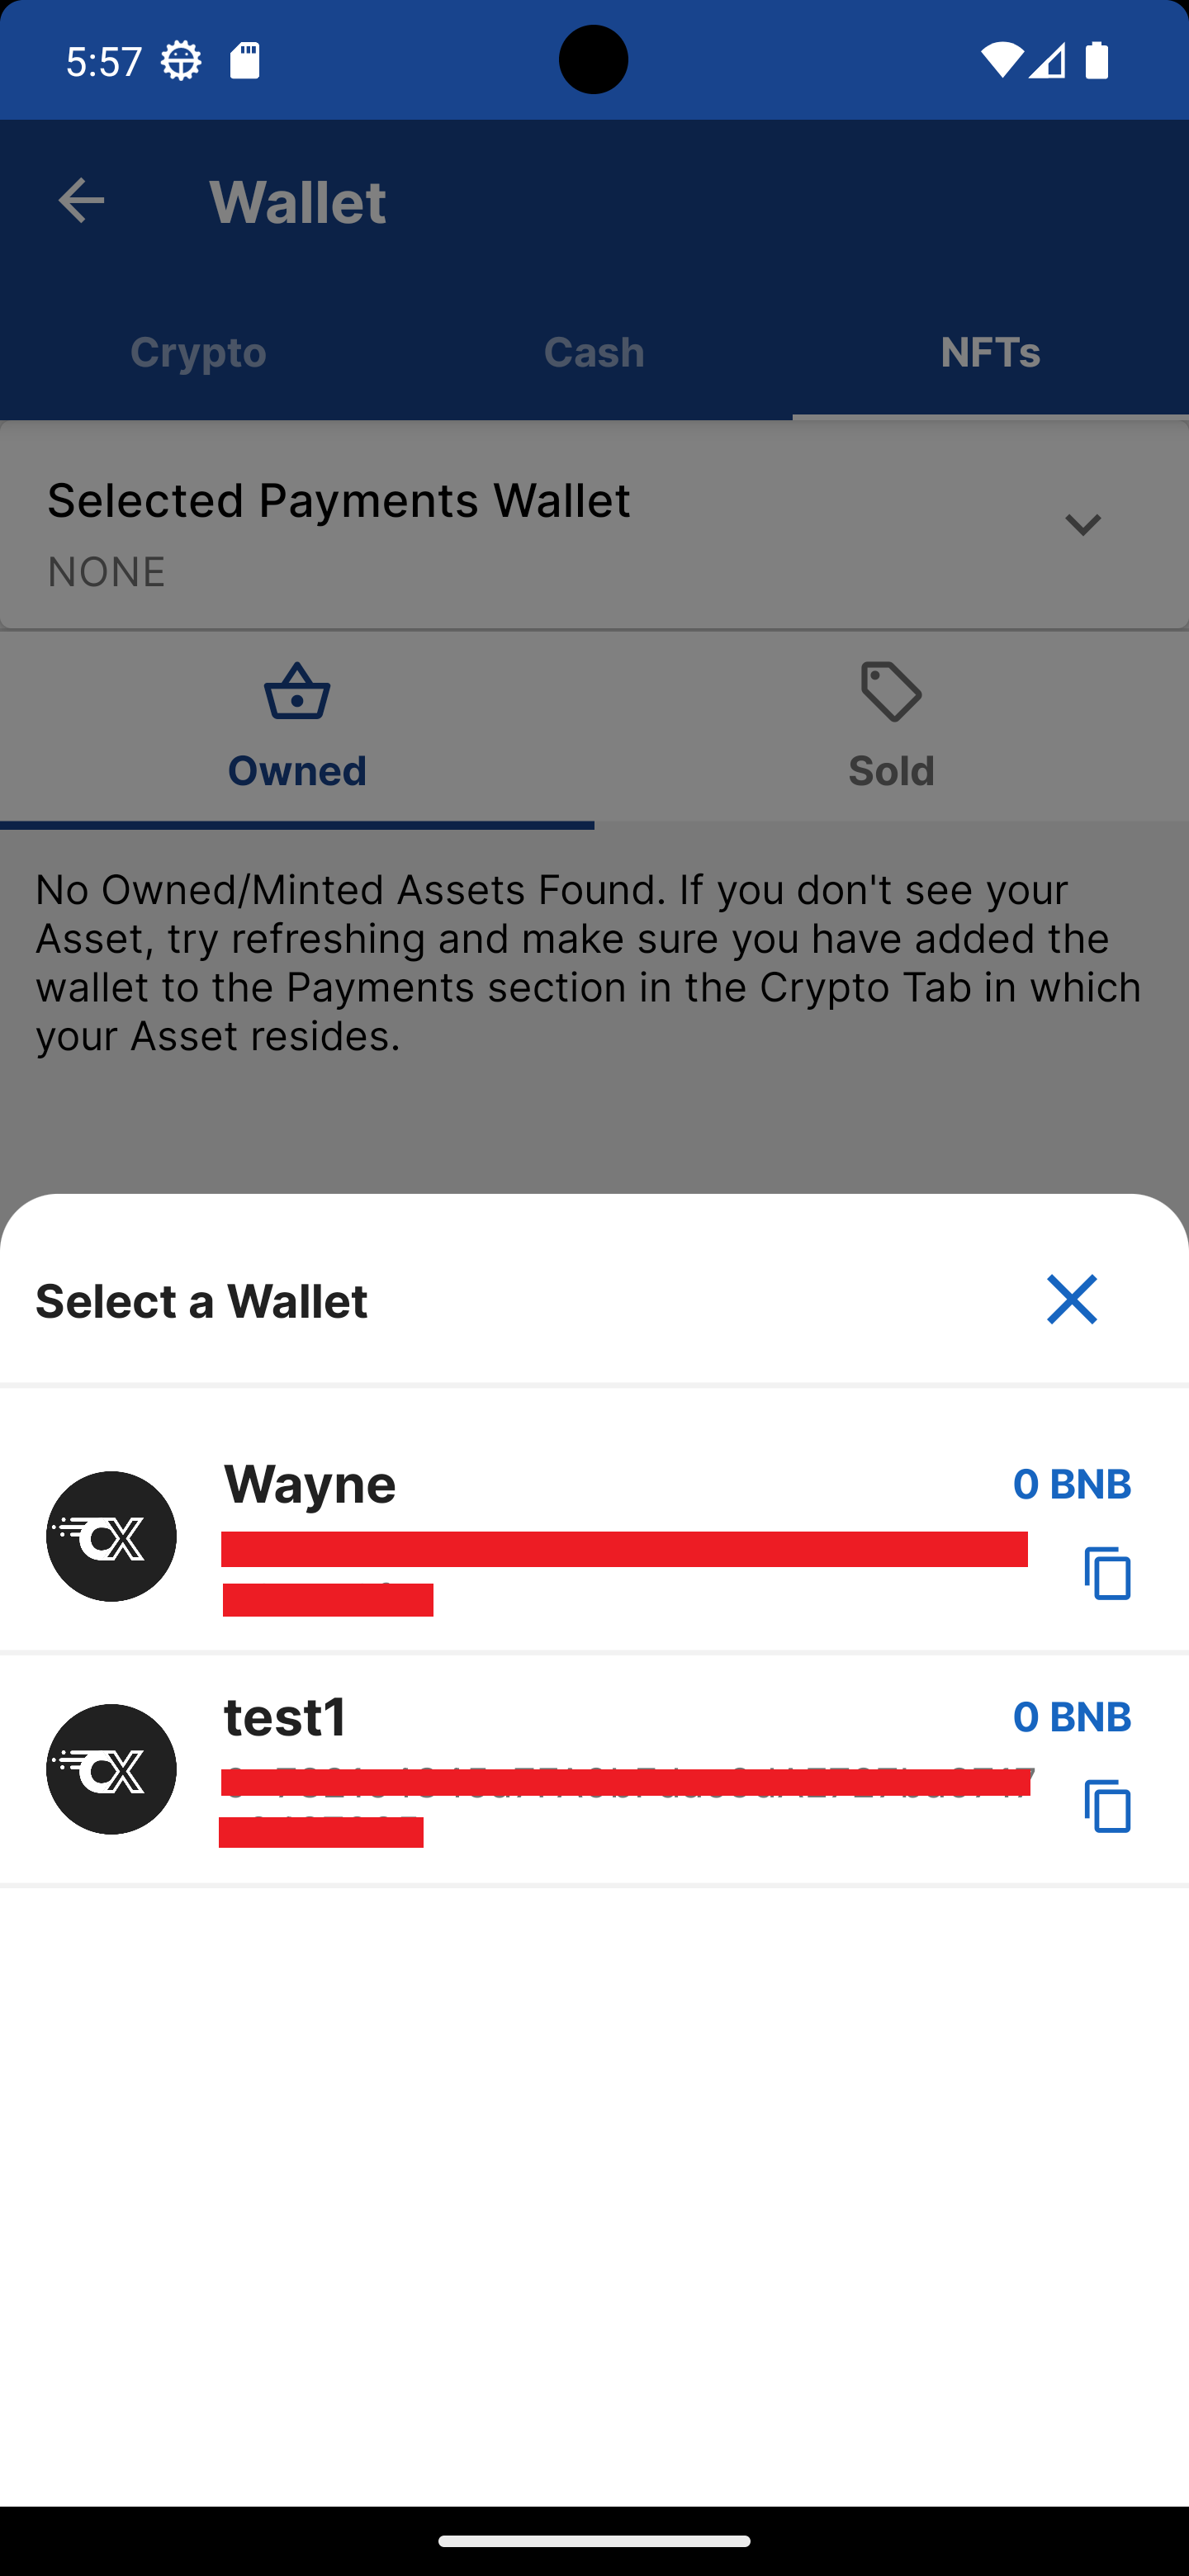 5:57
Wallet
Crypto Cash NFTs
Selected Payments Wallet
NONE
Owned Sold
No Owned/Minted Assets Found. If you don't see your
Asset, try refreshing and make sure you have added the
wallet to the Payments section in the Crypto Tab in which
your Asset resides.
Select a Wallet
CX Wayne 0 BNB
CX test1 0 BNB